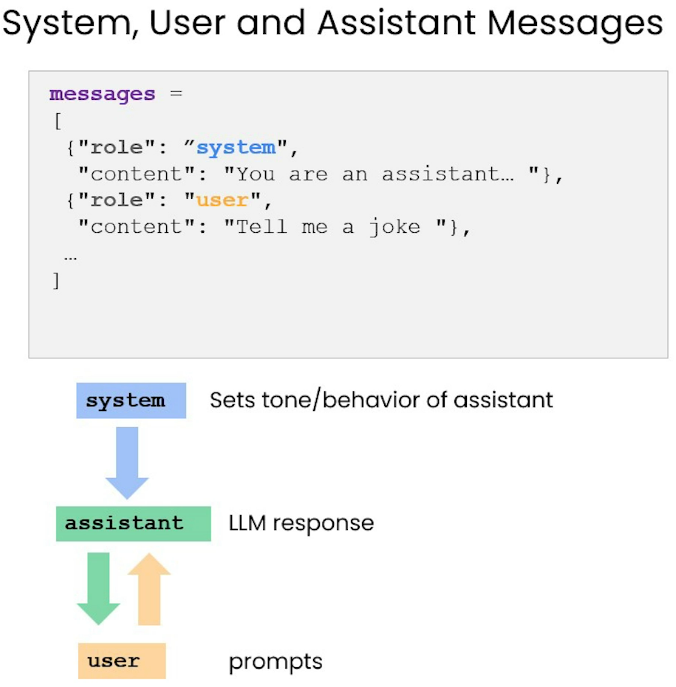 System, User and Assistant Messages
messages =
[
{"role": ”system",
"content": "You are an assistant… "},
{"role": "user",
"content": "Tell me a joke "},
…
]
system Sets tone/behavior of assistant
assistant LLM response
user prompts